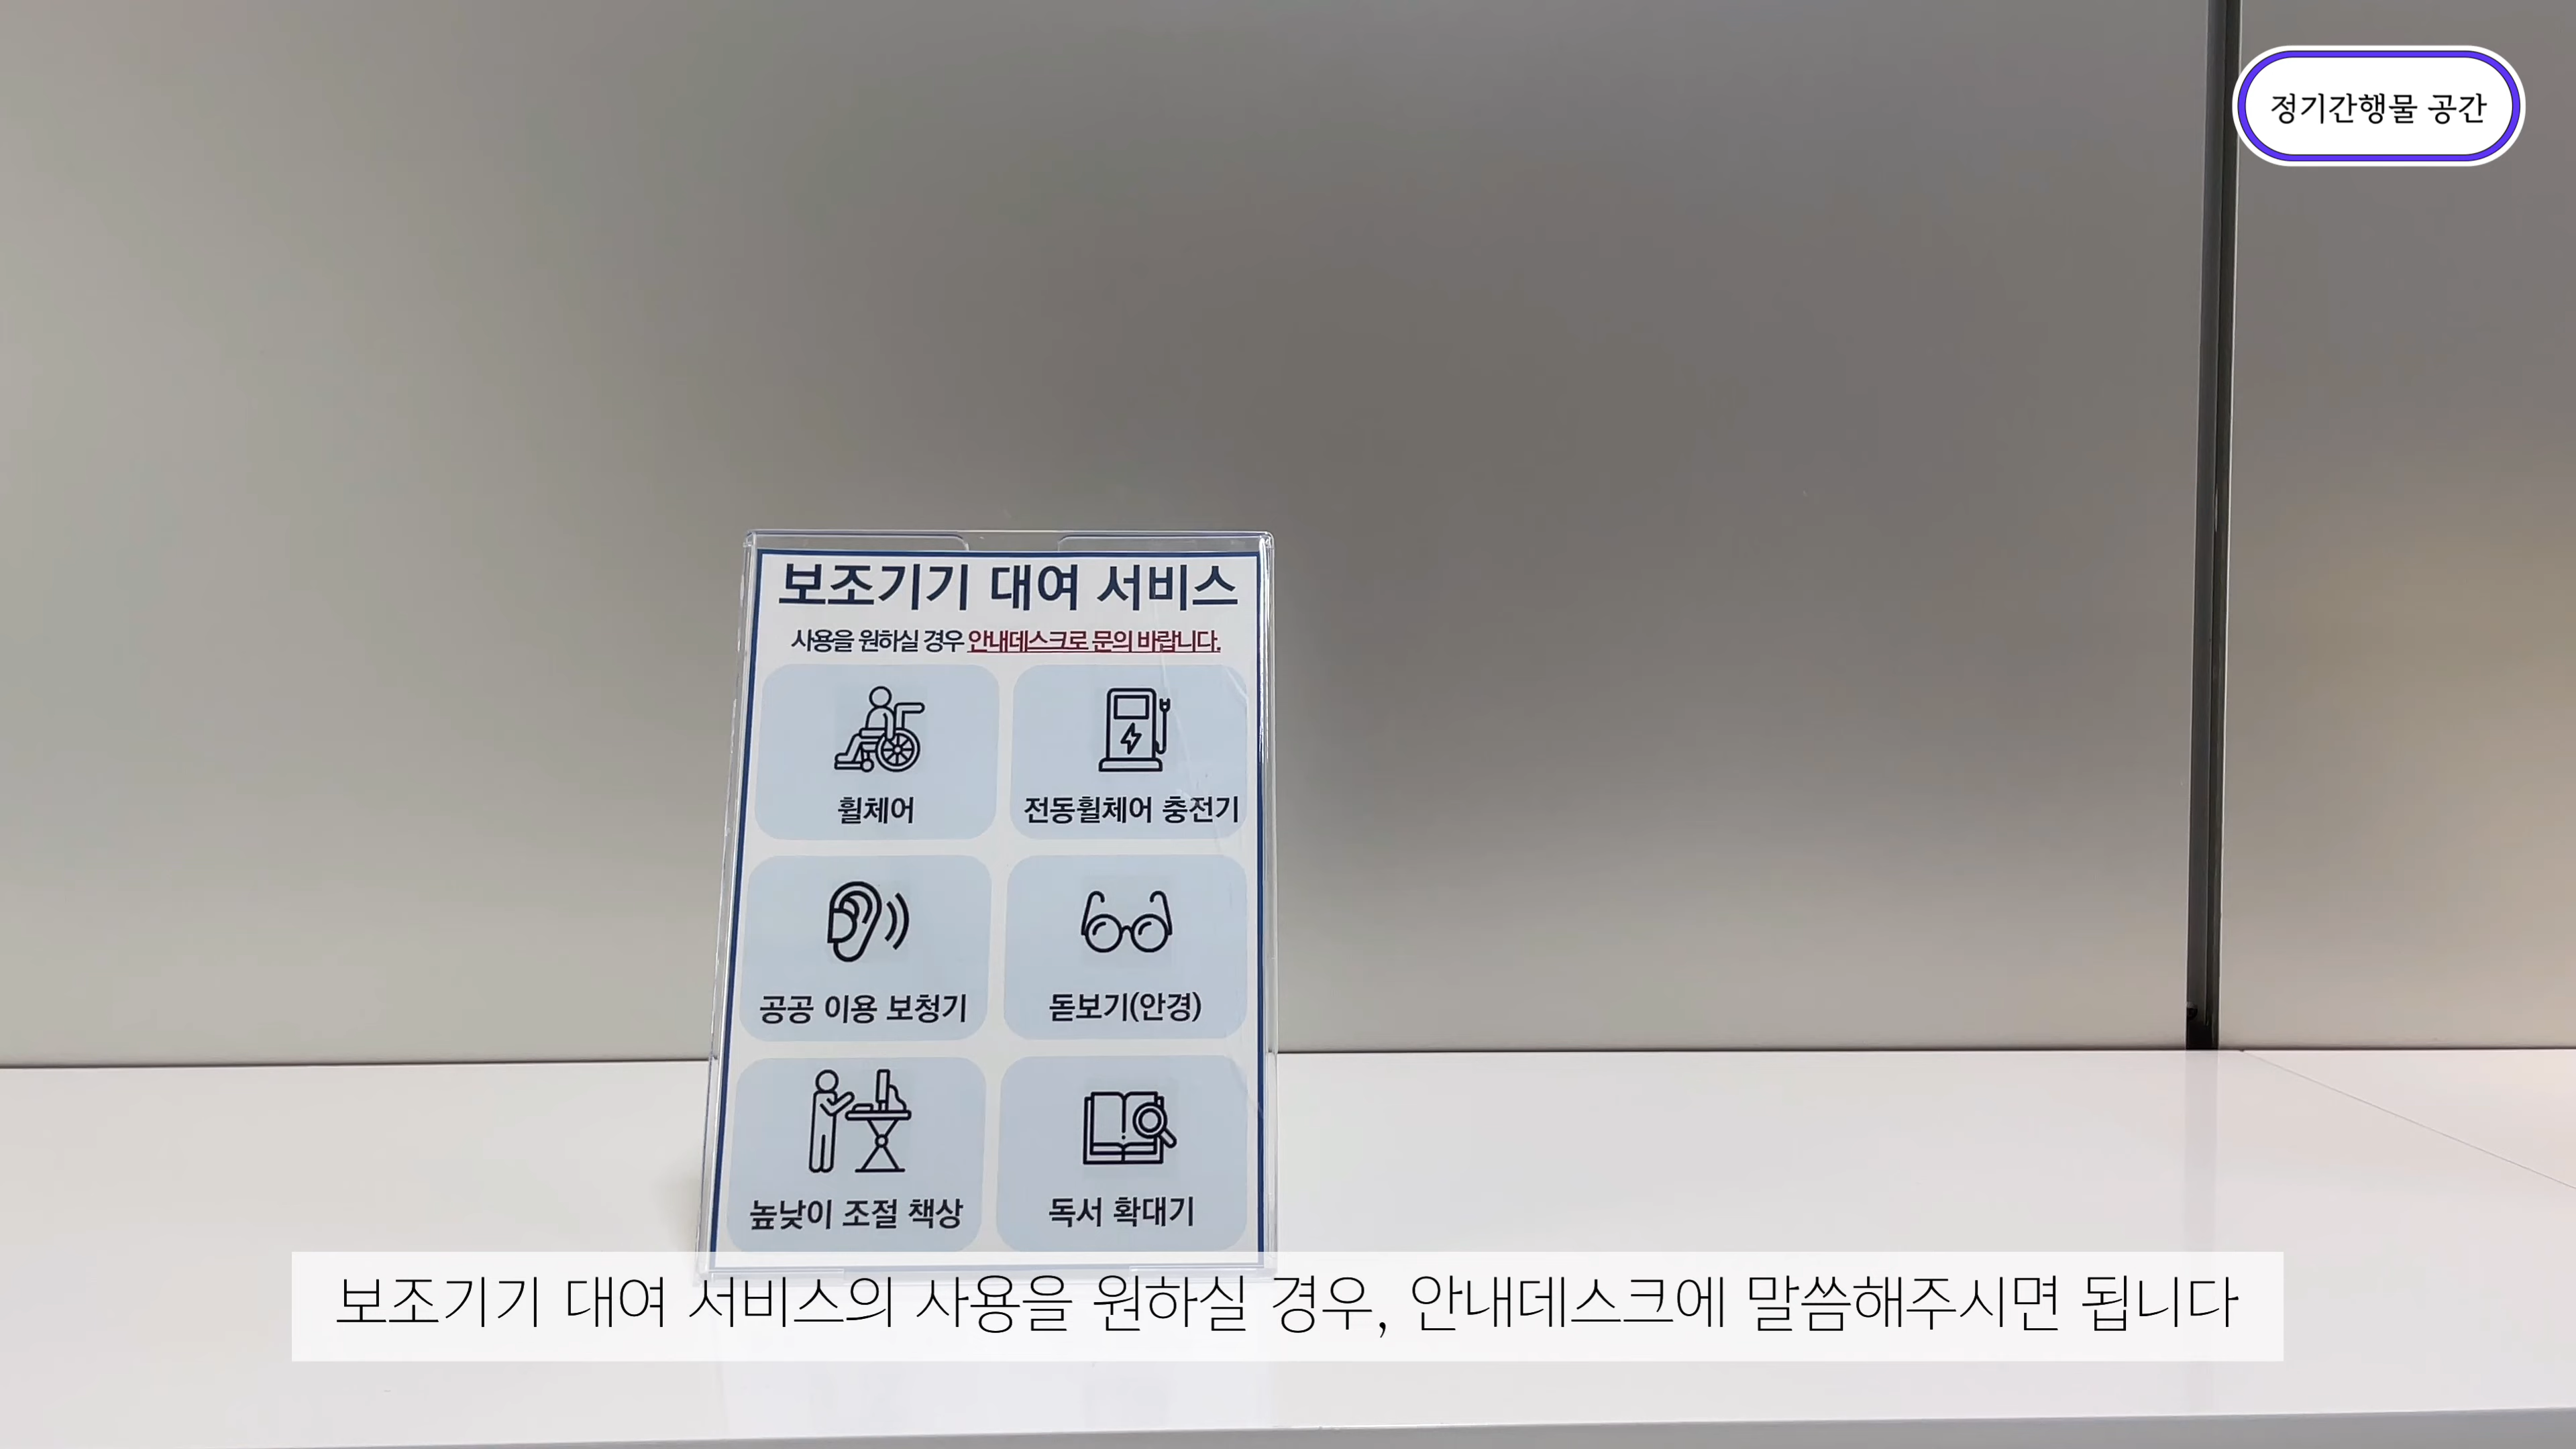 정기간행물 공간
보조기기 대여 서비스
사용을 원하실 경우 안내데스크로 문의 바랍니다.
휠체어
전동휠체어 충전기
공공 이용 보청기
돋보기(안경)
높낮이 조절 책상
독서 확대기
보조기기 대여 서비스의 사용을 원하실 경우, 안내데스크에 말씀해주시면 됩니다